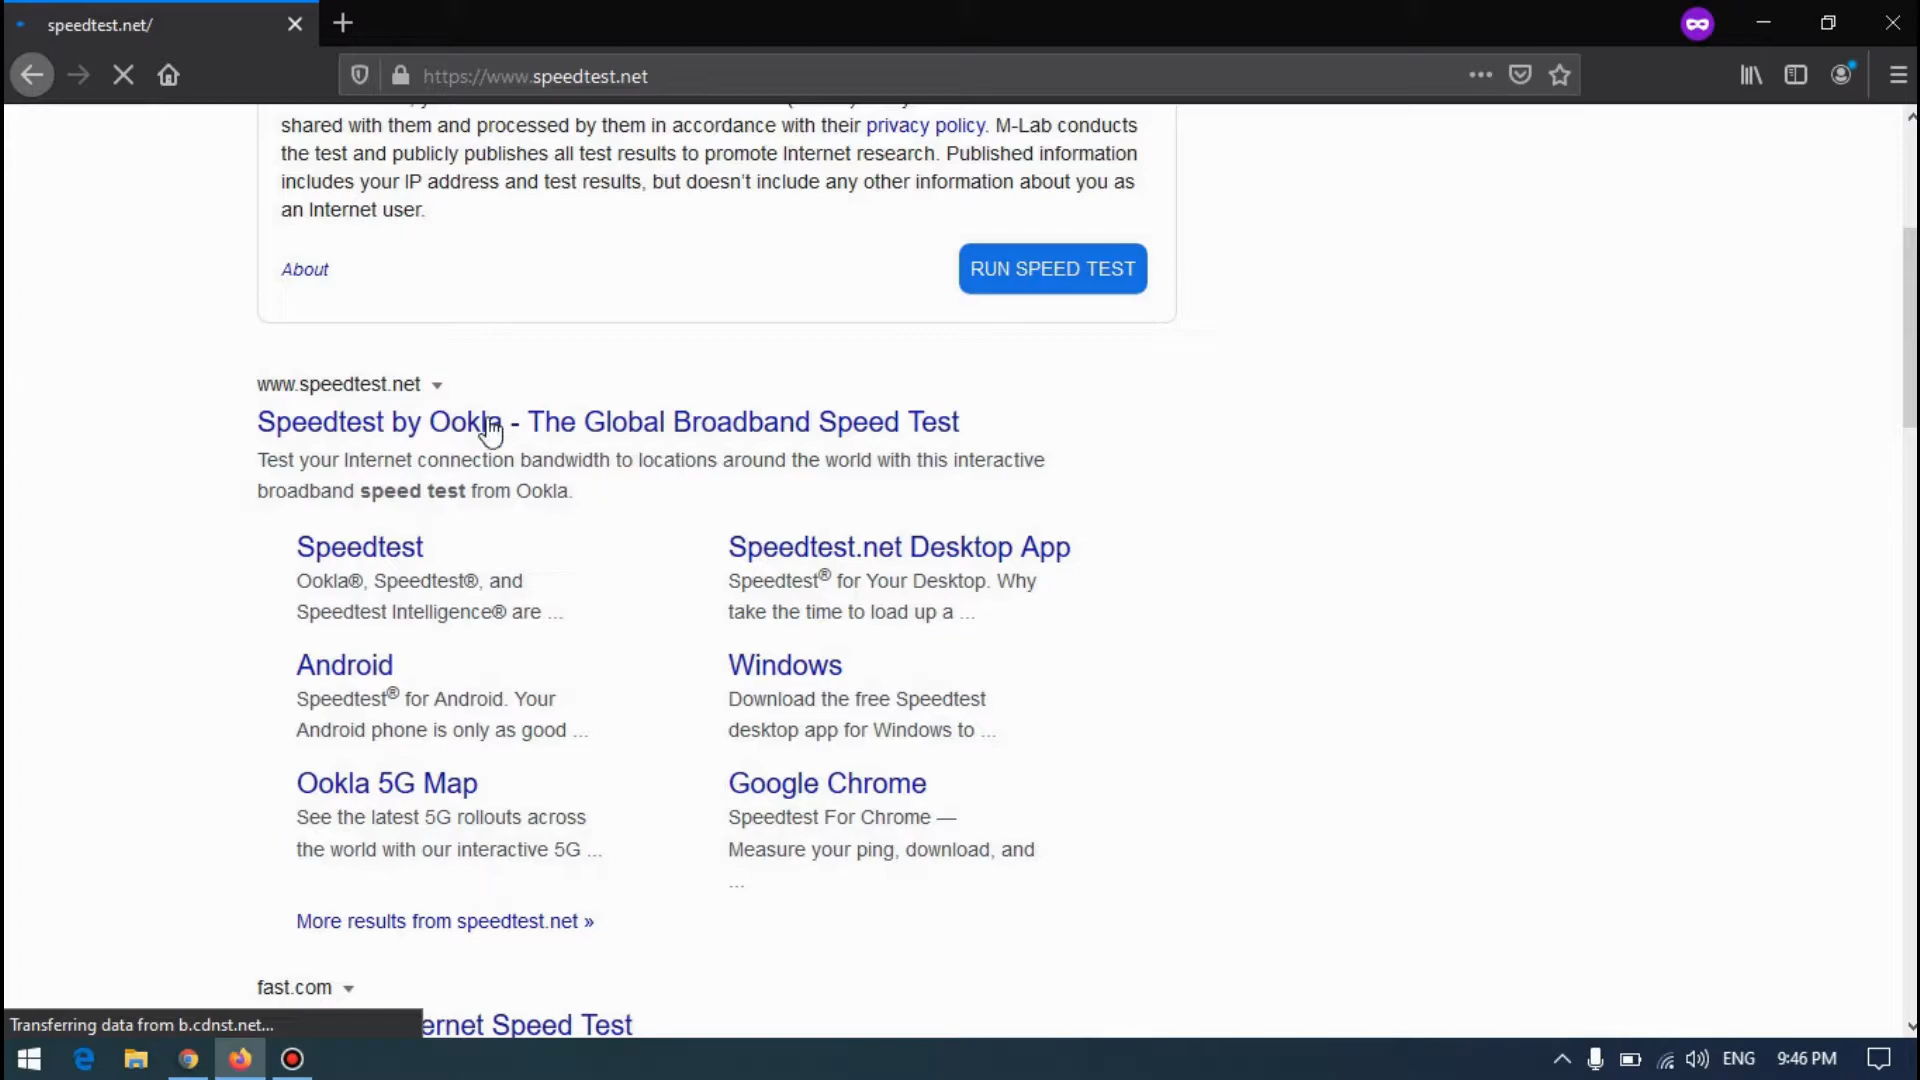 speedtest.net/
https://www.speedtest.net
shared with them and processed by them in accordance with their privacy policy. M-Lab conducts
the test and publicly publishes all test results to promote Internet research. Published information
includes your IP address and test results, but doesn't include any other information about you as
an Internet user.
About
RUN SPEED TEST
www.speedtest.net
Speedtest by Ookla - The Global Broadband Speed Test
Test your Internet connection bandwidth to locations around the world with this interactive
broadband speed test from Ookla.
Speedtest
Ookla®, Speedtest®, and
Speedtest Intelligence® are ...
Speedtest.net Desktop App
Speedtest® for Your Desktop. Why
take the time to load up a ...
Android
Speedtest® for Android. Your
Android phone is only as good ...
Windows
Download the free Speedtest
desktop app for Windows to ...
Ookla 5G Map
See the latest 5G rollouts across
the world with our interactive 5G ...
Google Chrome
Speedtest For Chrome —
Measure your ping, download, and
...
More results from speedtest.net »
fast.com
ernet Speed Test
Transferring data from b.cdnst.net...
ENG
9:46 PM